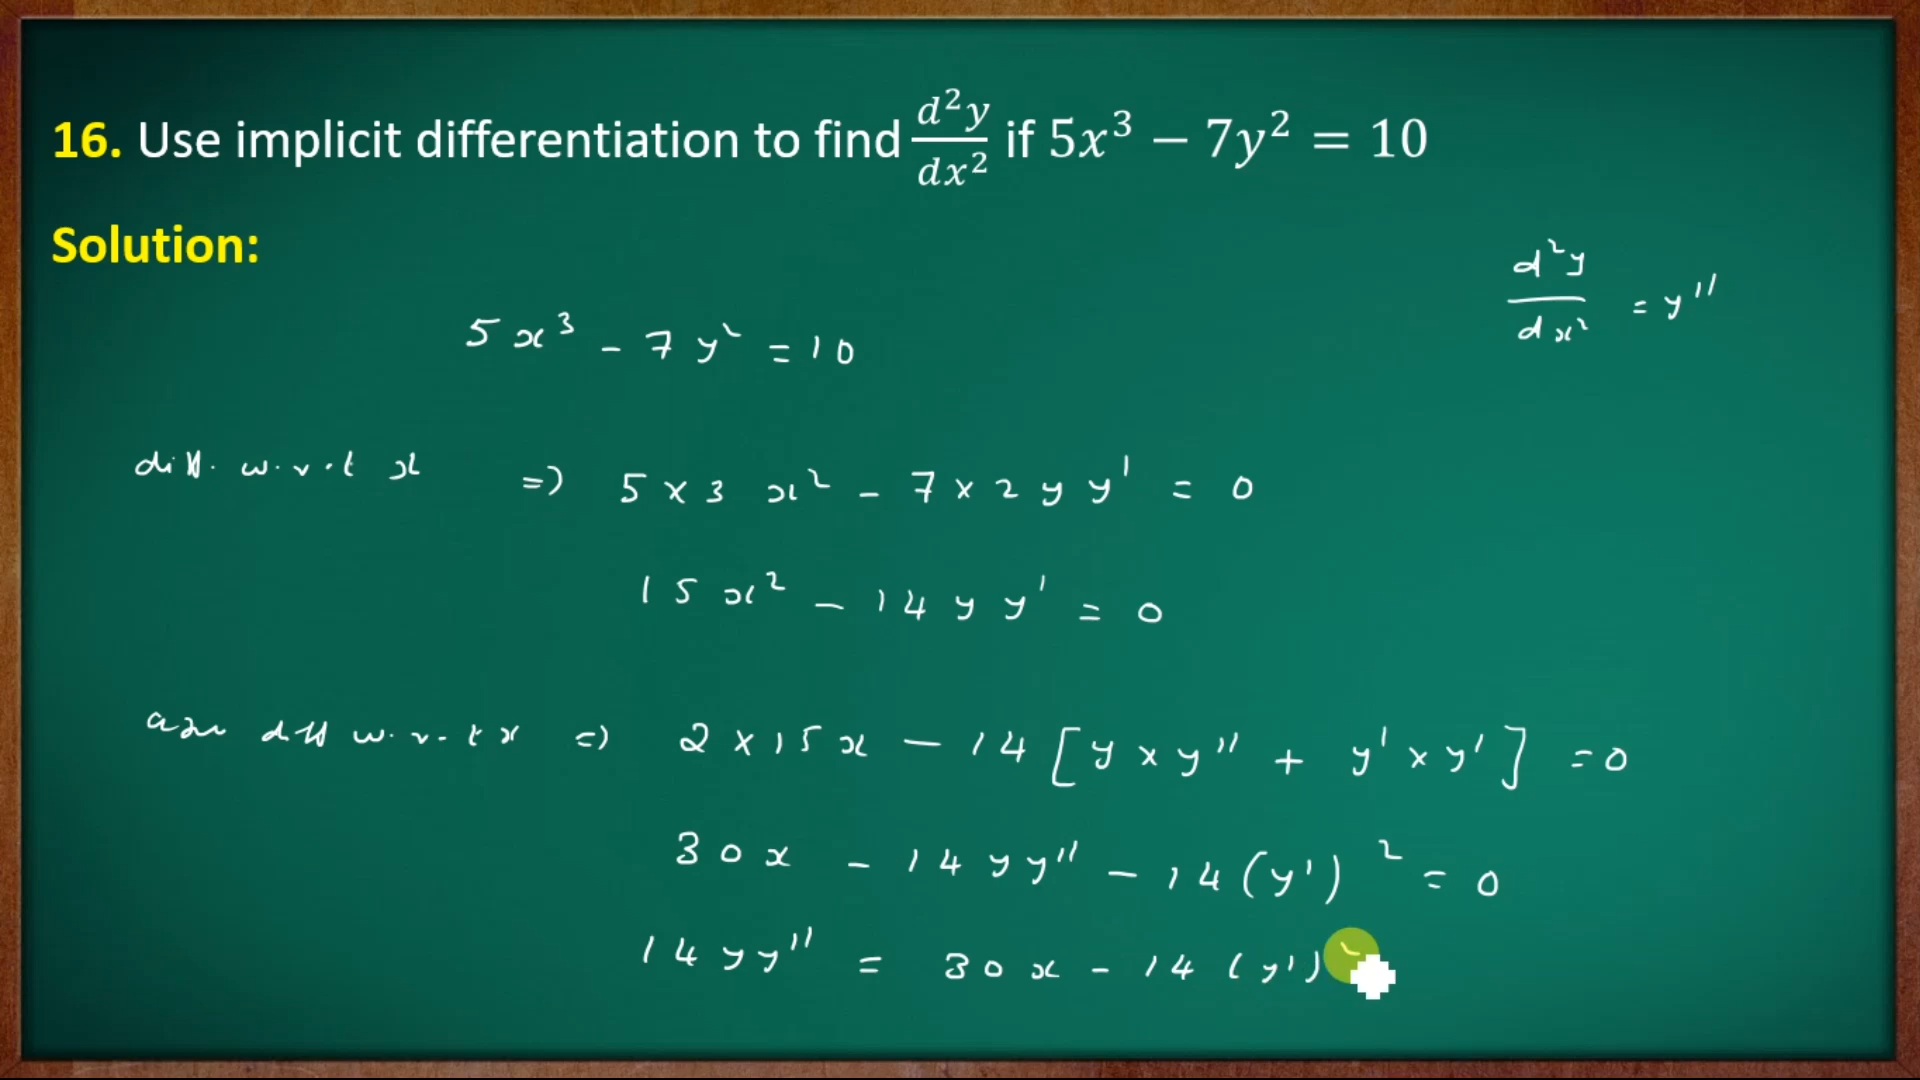 16. Use implicit differentiation to find d²y/dx² if 5x³ − 7y² = 10
Solution:
d²y/dx² = y''
5x³ - 7y² = 10
diff. w.r.t x => 5 × 3 x² - 7 × 2 y y' = 0
15x² - 14 y y' = 0
diff w.r.t x => 2 × 15 x - 14 [y × y'' + y' × y'] = 0
30x - 14 y y'' - 14 (y')² = 0
14 y y'' = 30x - 14 (y')